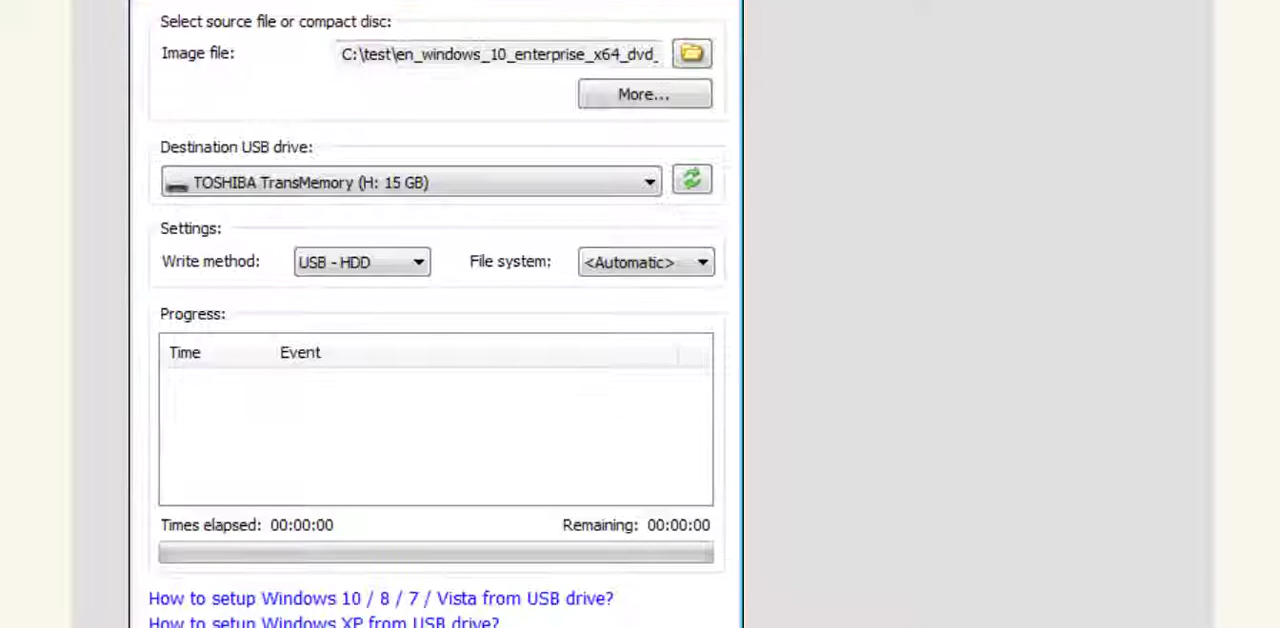 Select source file or compact disc:
Image file: C:\test\en_windows_10_enterprise_x64_dvd_
More...
Destination USB drive:
TOSHIBA TransMemory (H: 15 GB)
Settings:
Write method: USB - HDD File system: <Automatic>
Progress:
Time Event
Times elapsed: 00:00:00 Remaining: 00:00:00
How to setup Windows 10 / 8 / 7 / Vista from USB drive?
How to setup Windows XP from USB drive?